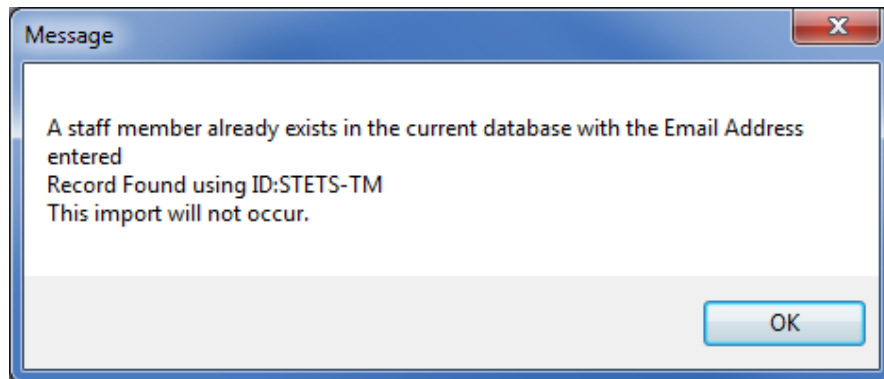 Message
A staff member already exists in the current database with the Email Address
entered
Record Found using ID:STETS-TM
This import will not occur.
OK